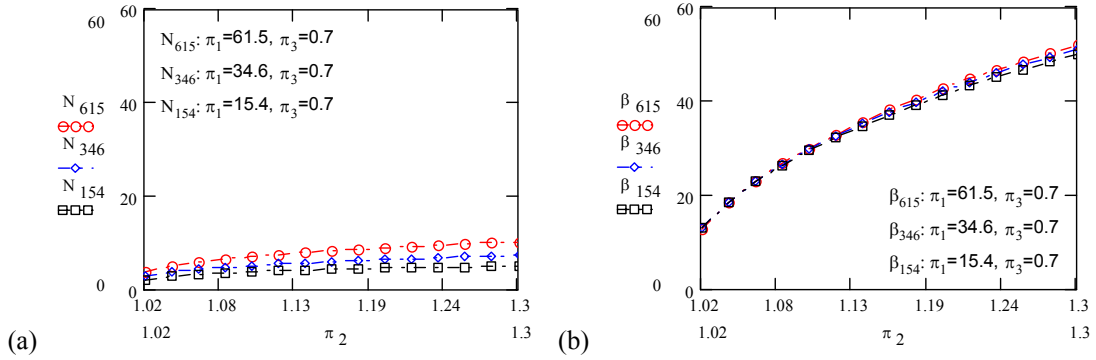 60
60
N₆₁₅: π₁=61.5, π₃=0.7
N₃₄₆: π₁=34.6, π₃=0.7
N₁₅₄: π₁=15.4, π₃=0.7
40
N 615
N 346
N 154
20
0
0
1.02 1.08 1.13 1.19 1.24 1.3
1.02 π 2 1.3
(a)
60
60
40
β 615
β 346
β 154
20
β₆₁₅: π₁=61.5, π₃=0.7
β₃₄₆: π₁=34.6, π₃=0.7
β₁₅₄: π₁=15.4, π₃=0.7
0
0
1.02 1.08 1.13 1.19 1.24 1.3
1.02 π 2 1.3
(b)